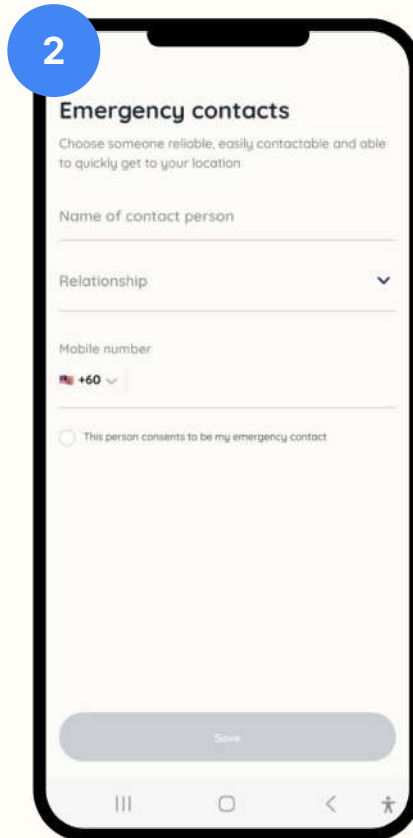 2
Emergency contacts
Choose someone reliable, easily contactable and able
to quickly get to your location
Name of contact person
Relationship
Mobile number
+60
This person consents to be my emergency contact
Save